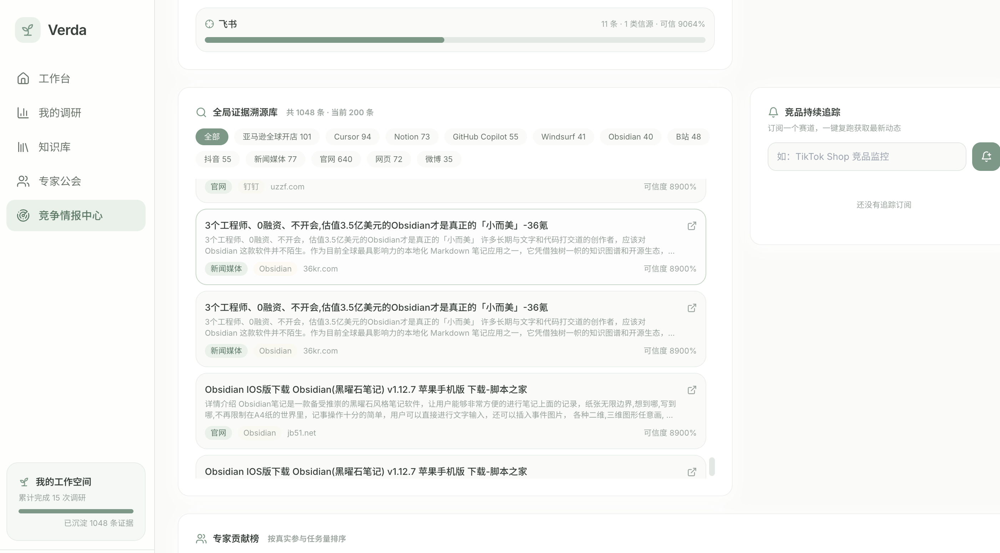 Verda
工作台
我的调研
知识库
专家公会
竞争情报中心
我的工作空间
累计完成 15 次调研
已沉淀 1048 条证据
飞书
11 条 · 1 类信源 · 可信 9064%
全局证据溯源库 共 1048 条 · 当前 200 条
全部 亚马逊全球开店 101 Cursor 94 Notion 73 GitHub Copilot 55 Windsurf 41 Obsidian 40 B站 48
抖音 55 新闻媒体 77 官网 640 网页 72 微博 35
官网 钉钉 uzzf.com 可信度 8900%
3个工程师、0融资、不开会,估值3.5亿美元的Obsidian才是真正的「小而美」-36氪
3个工程师、0融资、不开会，估值3.5亿美元的Obsidian才是真正的「小而美」 许多长期与文字和代码打交道的创作者，应该对
Obsidian 这款软件并不陌生。作为目前全球最具影响力的本地化 Markdown 笔记应用之一，它凭借独树一帜的知识图谱和开源生态，...
新闻媒体 Obsidian 36kr.com 可信度 8900%
3个工程师、0融资、不开会,估值3.5亿美元的Obsidian才是真正的「小而美」-36氪
3个工程师、0融资、不开会，估值3.5亿美元的Obsidian才是真正的「小而美」 许多长期与文字和代码打交道的创作者，应该对
Obsidian 这款软件并不陌生。作为目前全球最具影响力的本地化 Markdown 笔记应用之一，它凭借独树一帜的知识图谱和开源生态，...
新闻媒体 Obsidian 36kr.com 可信度 8900%
Obsidian IOS版下载 Obsidian(黑曜石笔记) v1.12.7 苹果手机版 下载-脚本之家
详情介绍 Obsidian笔记是一款备受推崇的黑曜石风格笔记软件，让用户能够非常方便的进行笔记上面的记录，纸张无限边界,想到哪,写到
哪,不再限制在A4纸的世界里，记事操作十分的简单，用户可以直接进行文字输入，还可以插入事件图片， 各种二维,三维图形任意画, ...
官网 Obsidian jb51.net 可信度 8900%
Obsidian IOS版下载 Obsidian(黑曜石笔记) v1.12.7 苹果手机版 下载-脚本之家
竞品持续追踪
订阅一个赛道，一键复跑获取最新动态
如：TikTok Shop 竞品监控
还没有追踪订阅
专家贡献榜 按真实参与任务量排序